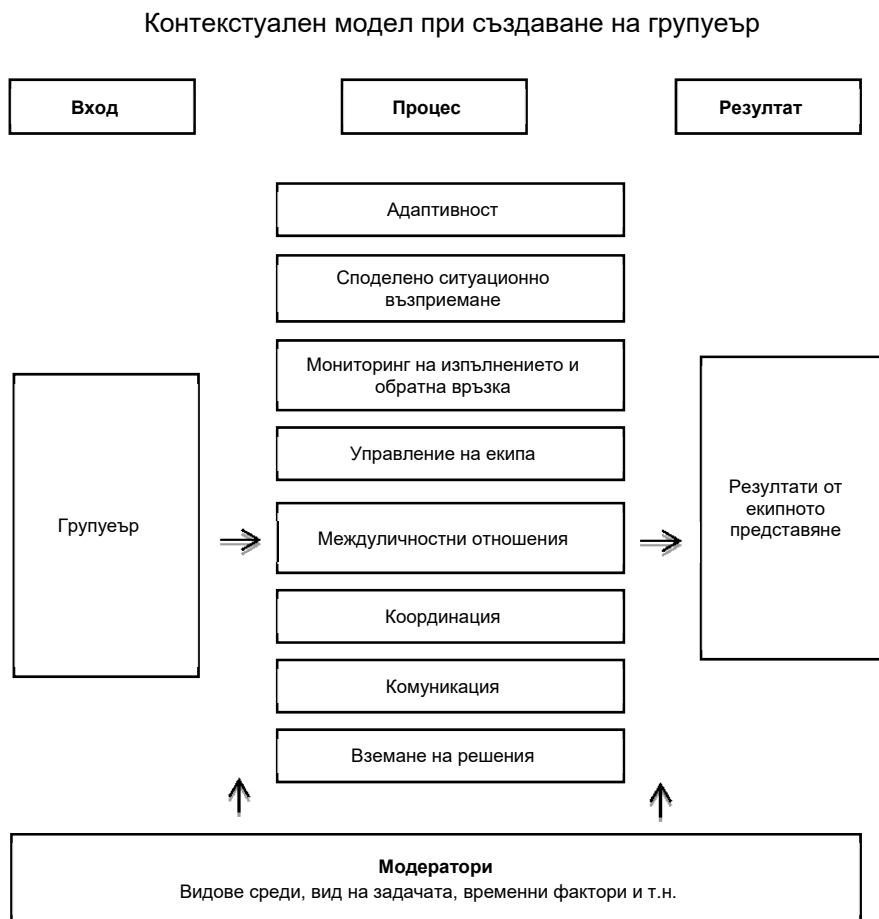 Контекстуален модел при създаване на групуеър
Вход
Процес
Резултат
Адаптивност
Споделено ситуационно
възприемане
Мониторинг на изпълнението и
обратна връзка
Управление на екипа
Групуеър
Междуличностни отношения
Резултати от
екипното
представяне
Координация
Комуникация
Вземане на решения
Модератори
Видове среди, вид на задачата, временни фактори и т.н.